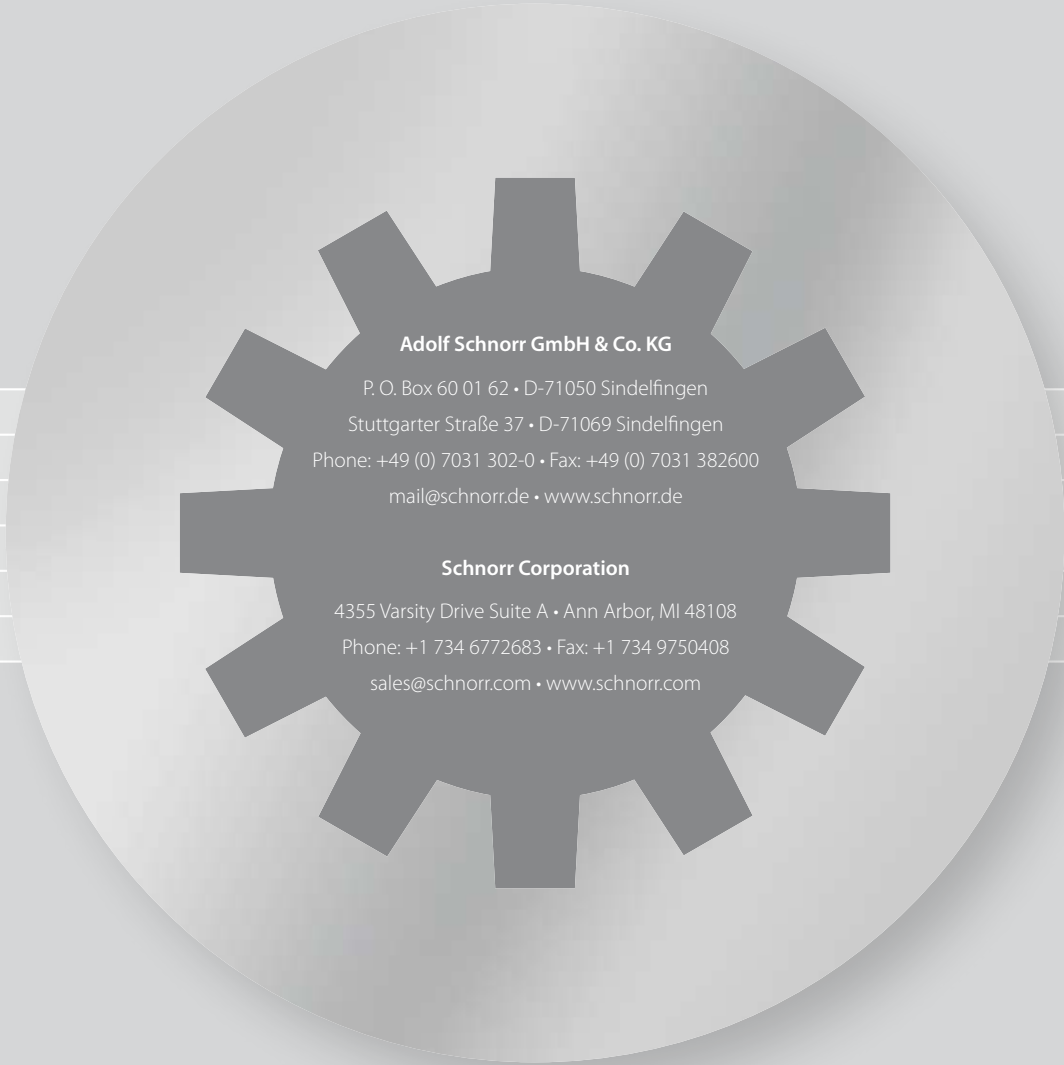 Adolf Schnorr GmbH & Co. KG
P. O. Box 60 01 62 • D-71050 Sindelfingen
Stuttgarter Straße 37 • D-71069 Sindelfingen
Phone: +49 (0) 7031 302-0 • Fax: +49 (0) 7031 382600
mail@schnorr.de • www.schnorr.de
Schnorr Corporation
4355 Varsity Drive Suite A • Ann Arbor, MI 48108
Phone: +1 734 6772683 • Fax: +1 734 9750408
sales@schnorr.com • www.schnorr.com